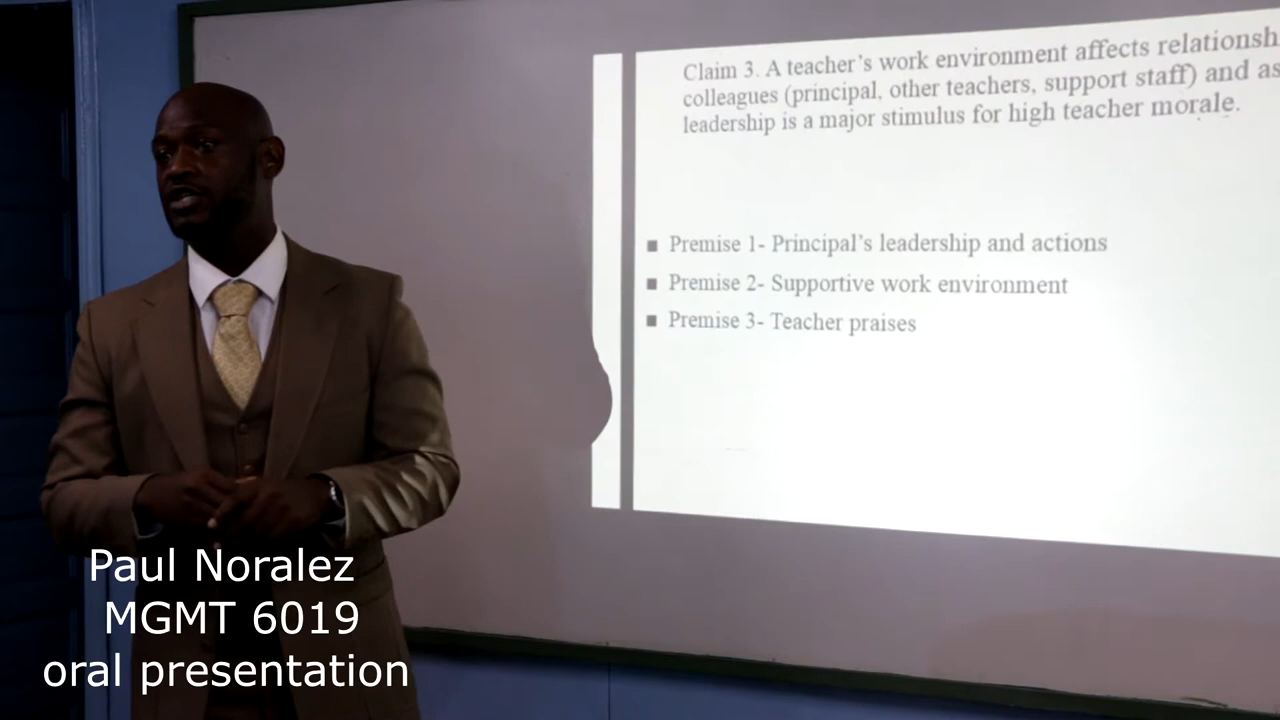 Claim 3. A teacher's work environment affects
colleagues (principal, other teachers, support staff) and
leadership is a major stimulus for high teacher morale.
Premise 1- Principal's leadership and actions
Premise 2- Supportive work environment
Premise 3- Teacher praises
Paul Noralez
MGMT 6019
oral presentation